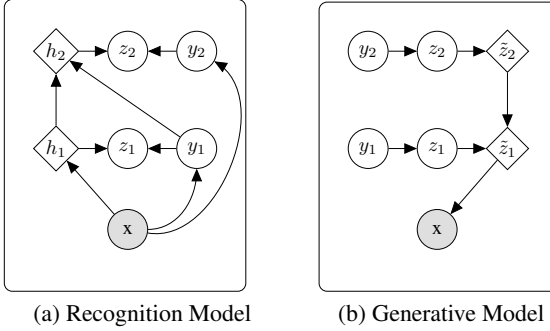 h₂ z₂ y₂
h₁ z₁ y₁
x
(a) Recognition Model
y₂ z₂ z̃₂
y₁ z₁ z̃₁
x
(b) Generative Model